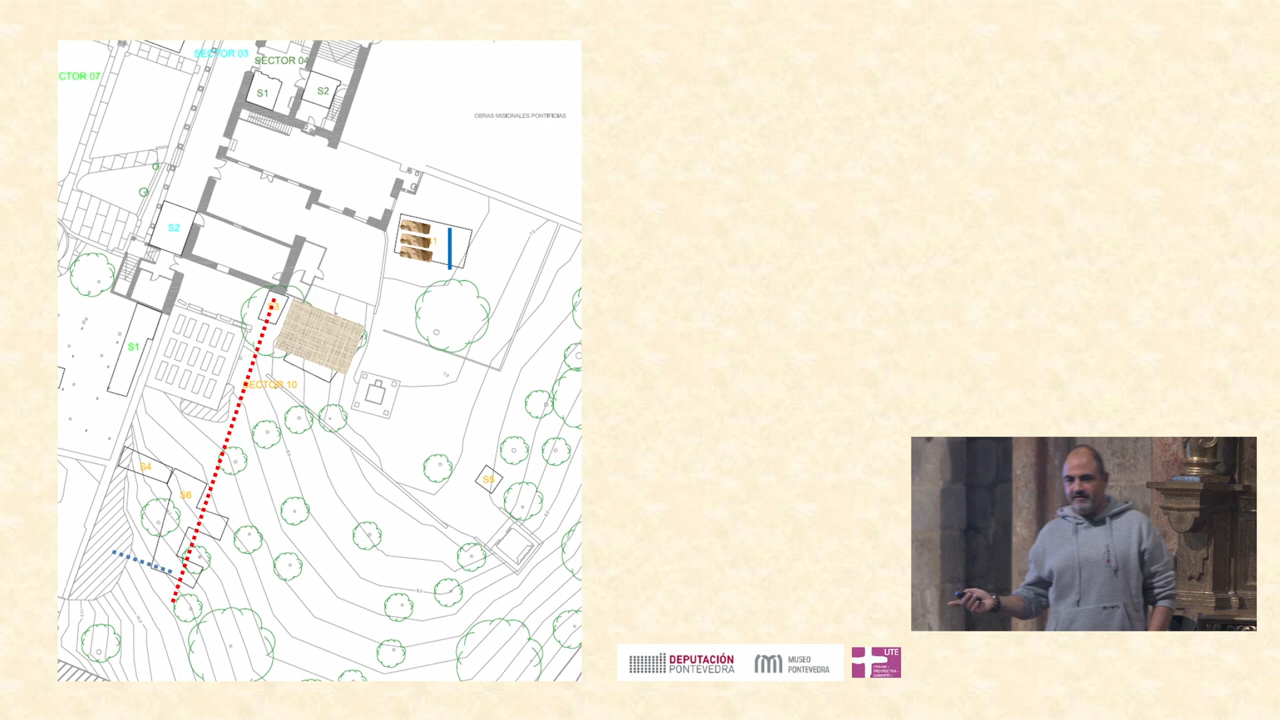 SECTOR 03
SECTOR 04
CTOR 07
S1
S2
OBRAS MISIONALES PONTIFICIAS
S2
S1
SECTOR 10
S4
S6
S5
DEPUTACIÓN
PONTEVEDRA
MUSEO
PONTEVEDRA
UTE